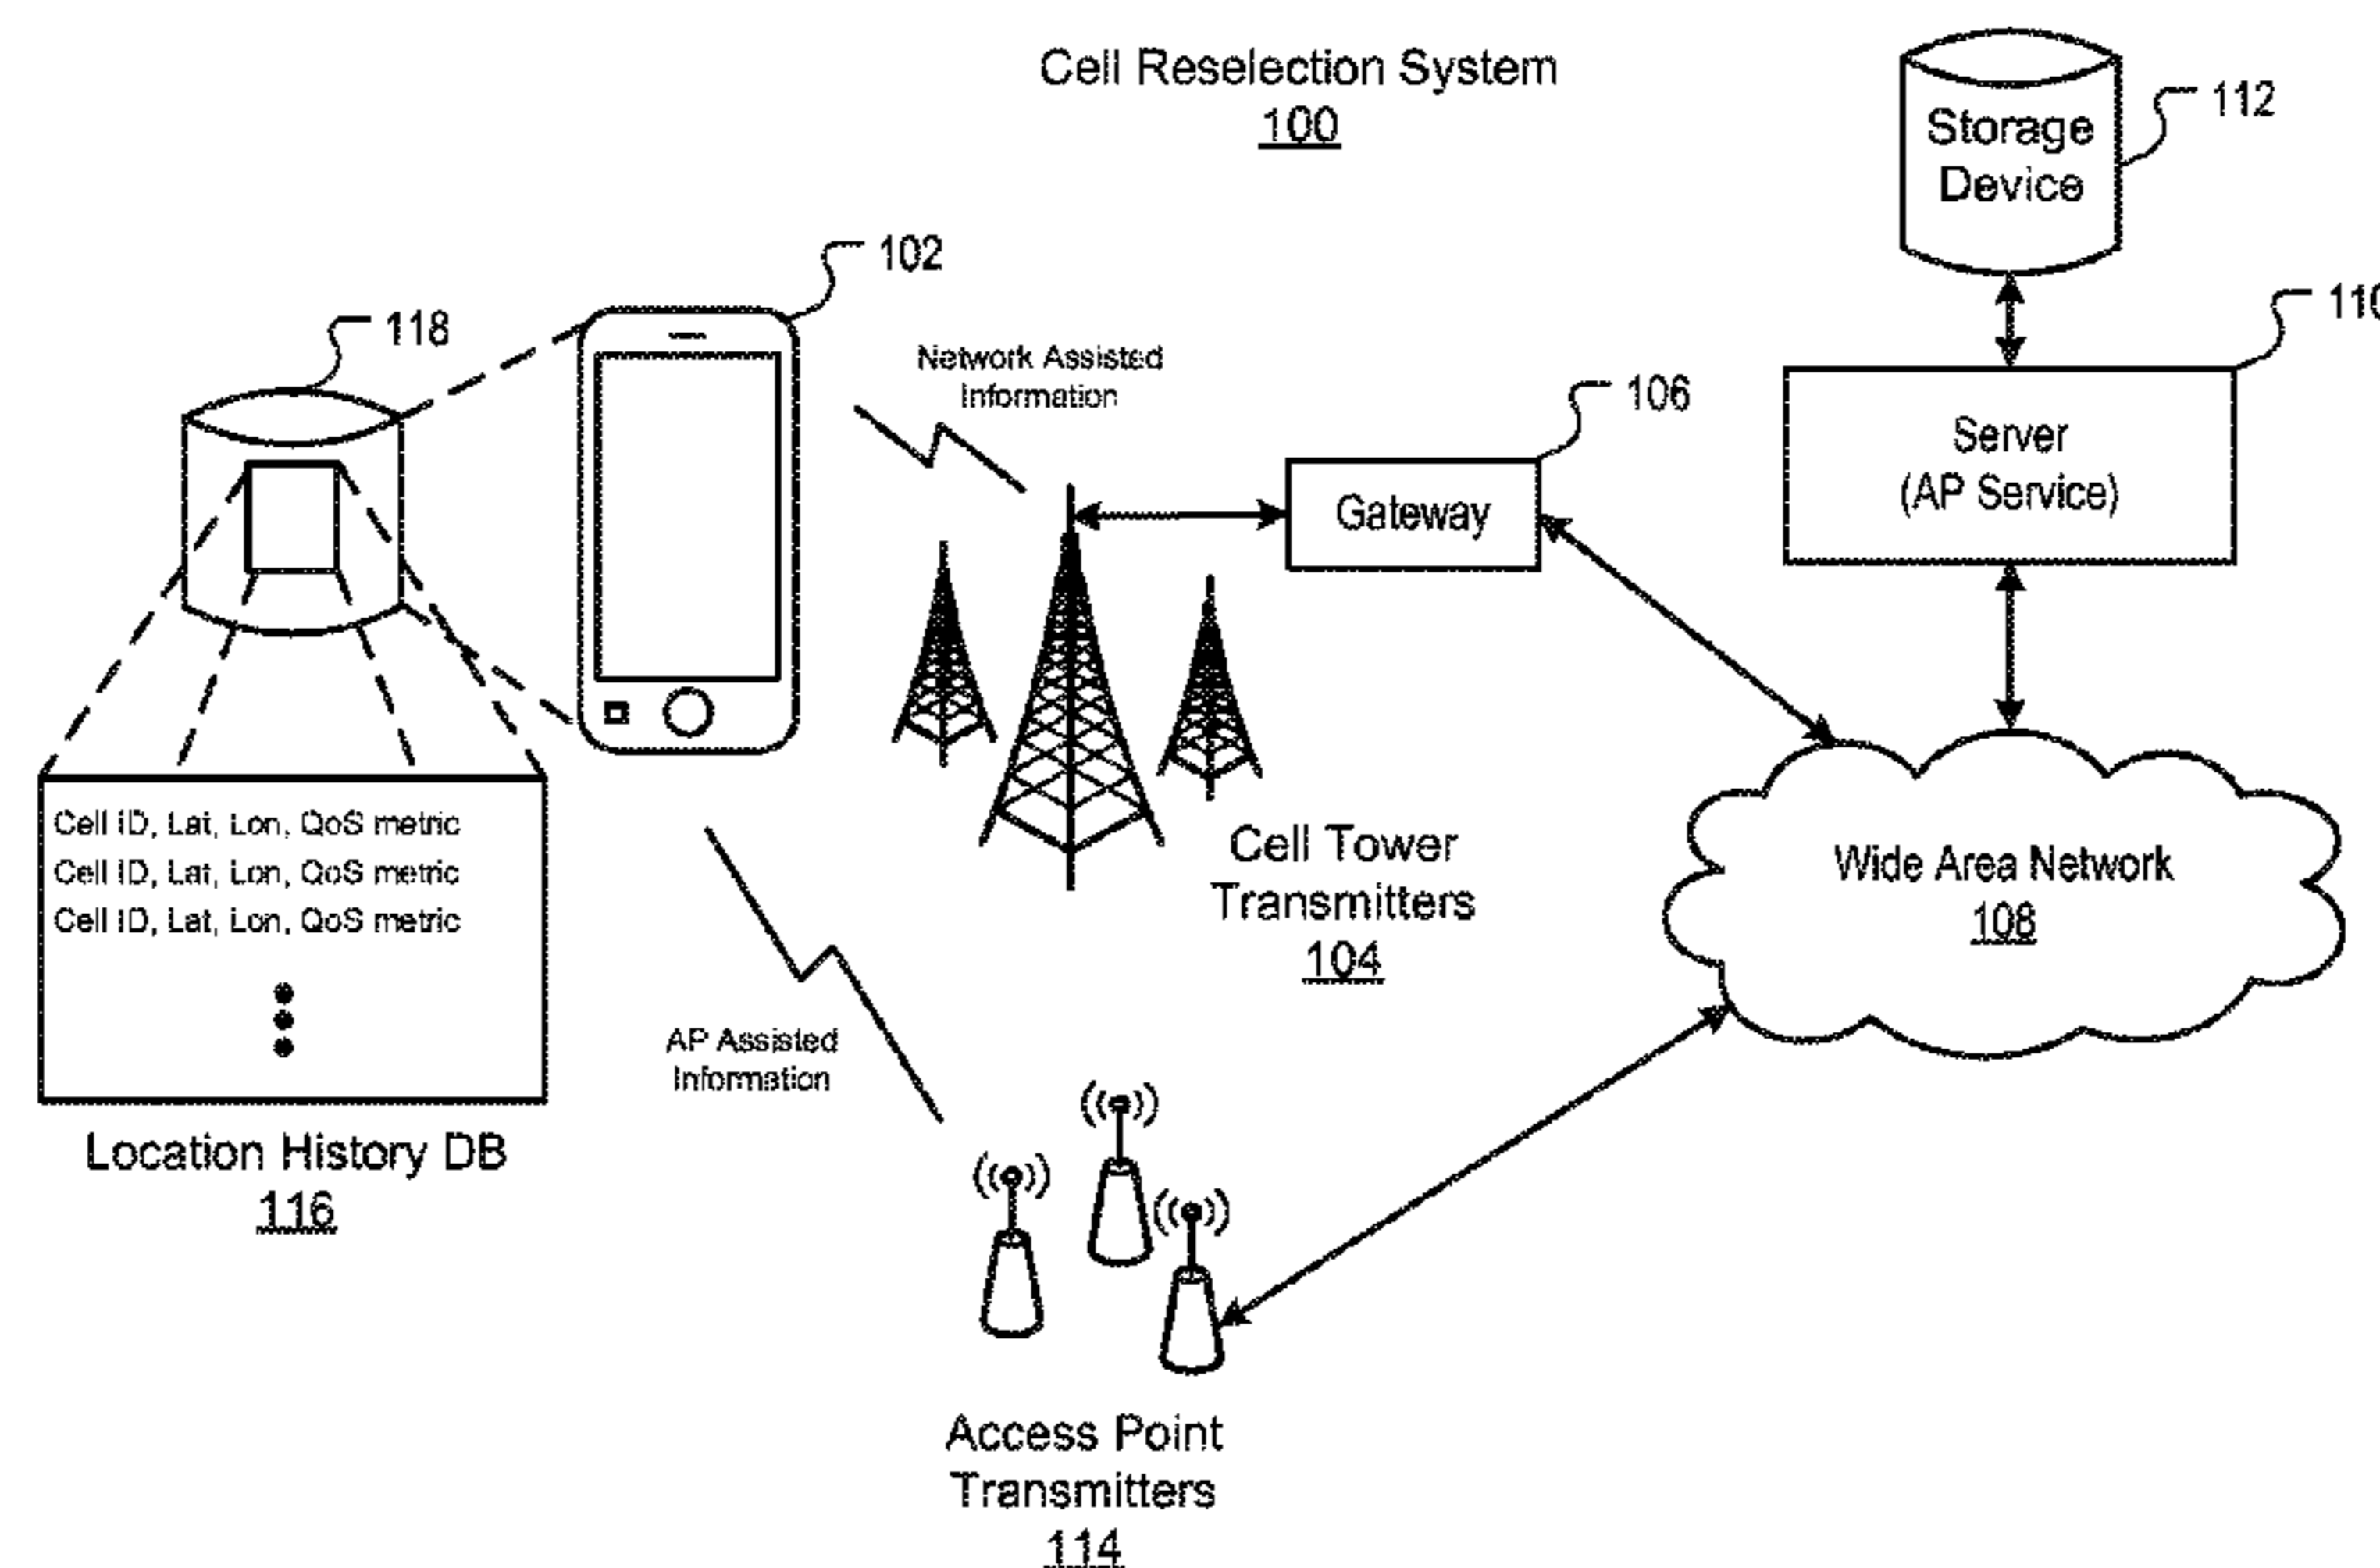 Cell Reselection System
100
Storage
Device
112
102
118
Network Assisted
Information
106
110
Gateway
Server
(AP Service)
Cell ID, Lat, Lon, QoS metric
Cell ID, Lat, Lon, QoS metric
Cell ID, Lat, Lon, QoS metric
Cell Tower
Transmitters
104
Wide Area Network
108
AP Assisted
Information
Location History DB
116
Access Point
Transmitters
114